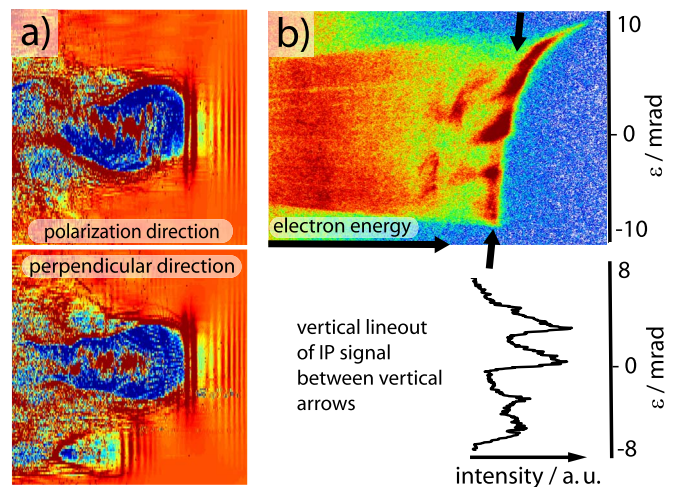 a)
polarization direction
perpendicular direction
b)
electron energy
10
0
-10
ε / mrad
vertical lineout
of IP signal
between vertical
arrows
8
0
-8
ε / mrad
intensity / a. u.